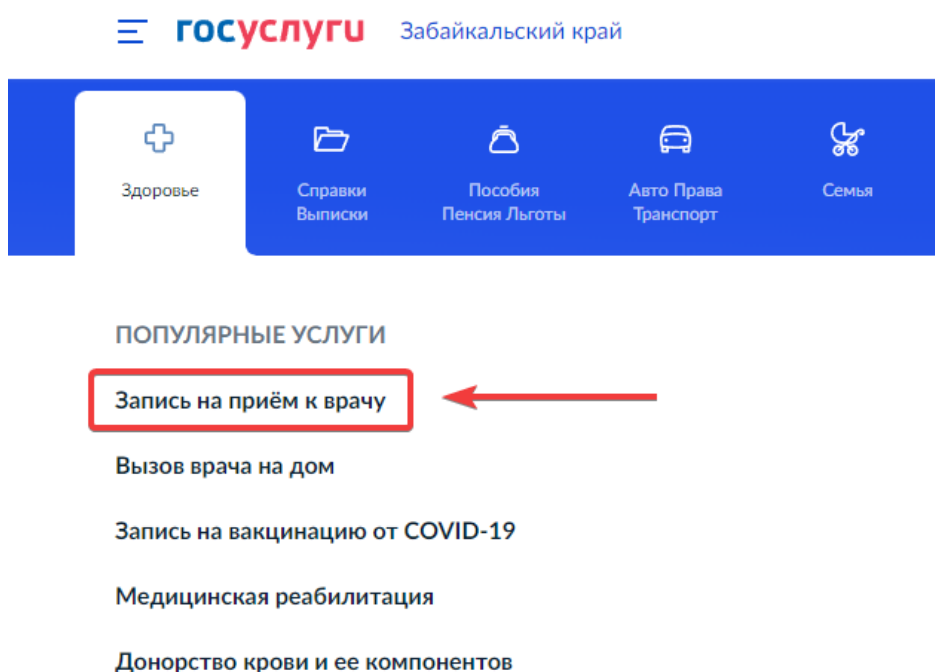 госуслуги Забайкальский край
Здоровье
Справки
Выписки
Пособия
Пенсия Льготы
Авто Права
Транспорт
Семья
ПОПУЛЯРНЫЕ УСЛУГИ
Запись на приём к врачу
Вызов врача на дом
Запись на вакцинацию от COVID-19
Медицинская реабилитация
Донорство крови и ее компонентов